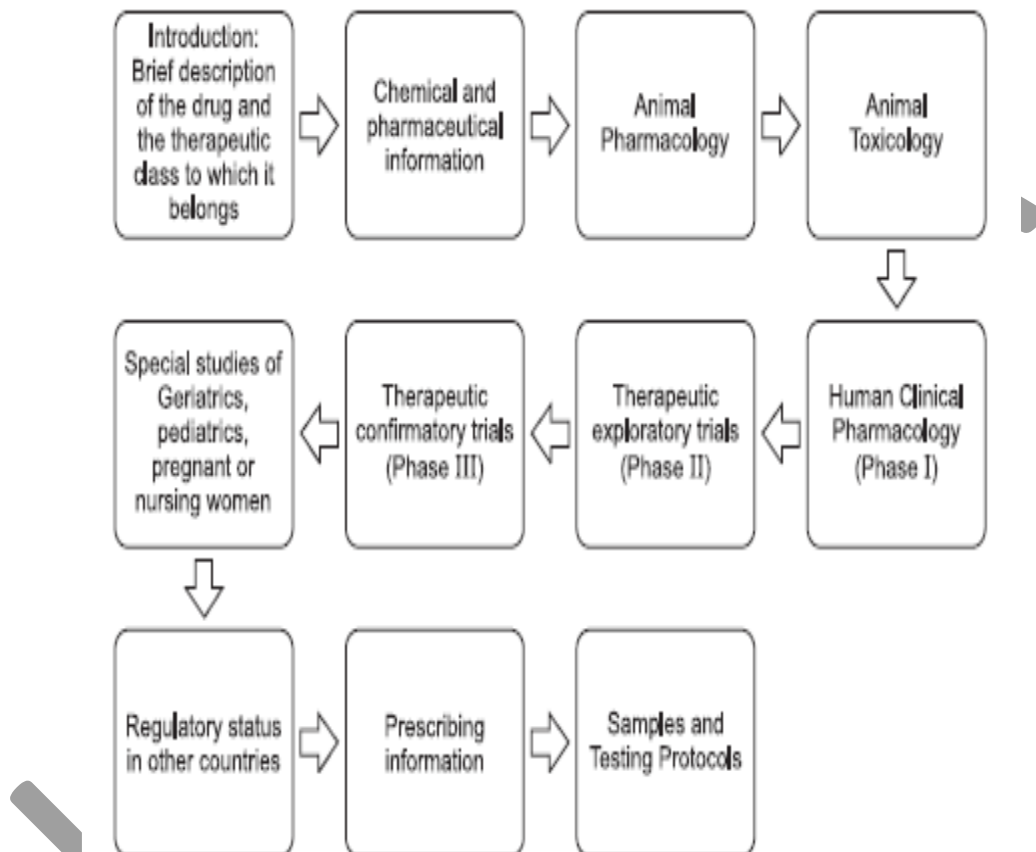 Introduction:
Brief description
of the drug and
the therapeutic
class to which it
belongs
Chemical and
pharmaceutical
information
Animal
Pharmacology
Animal
Toxicology
Human Clinical
Pharmacology
(Phase I)
Therapeutic
exploratory trials
(Phase II)
Therapeutic
confirmatory trials
(Phase III)
Special studies of
Geriatrics,
pediatrics,
pregnant or
nursing women
Regulatory status
in other countries
Prescribing
information
Samples and
Testing Protocols